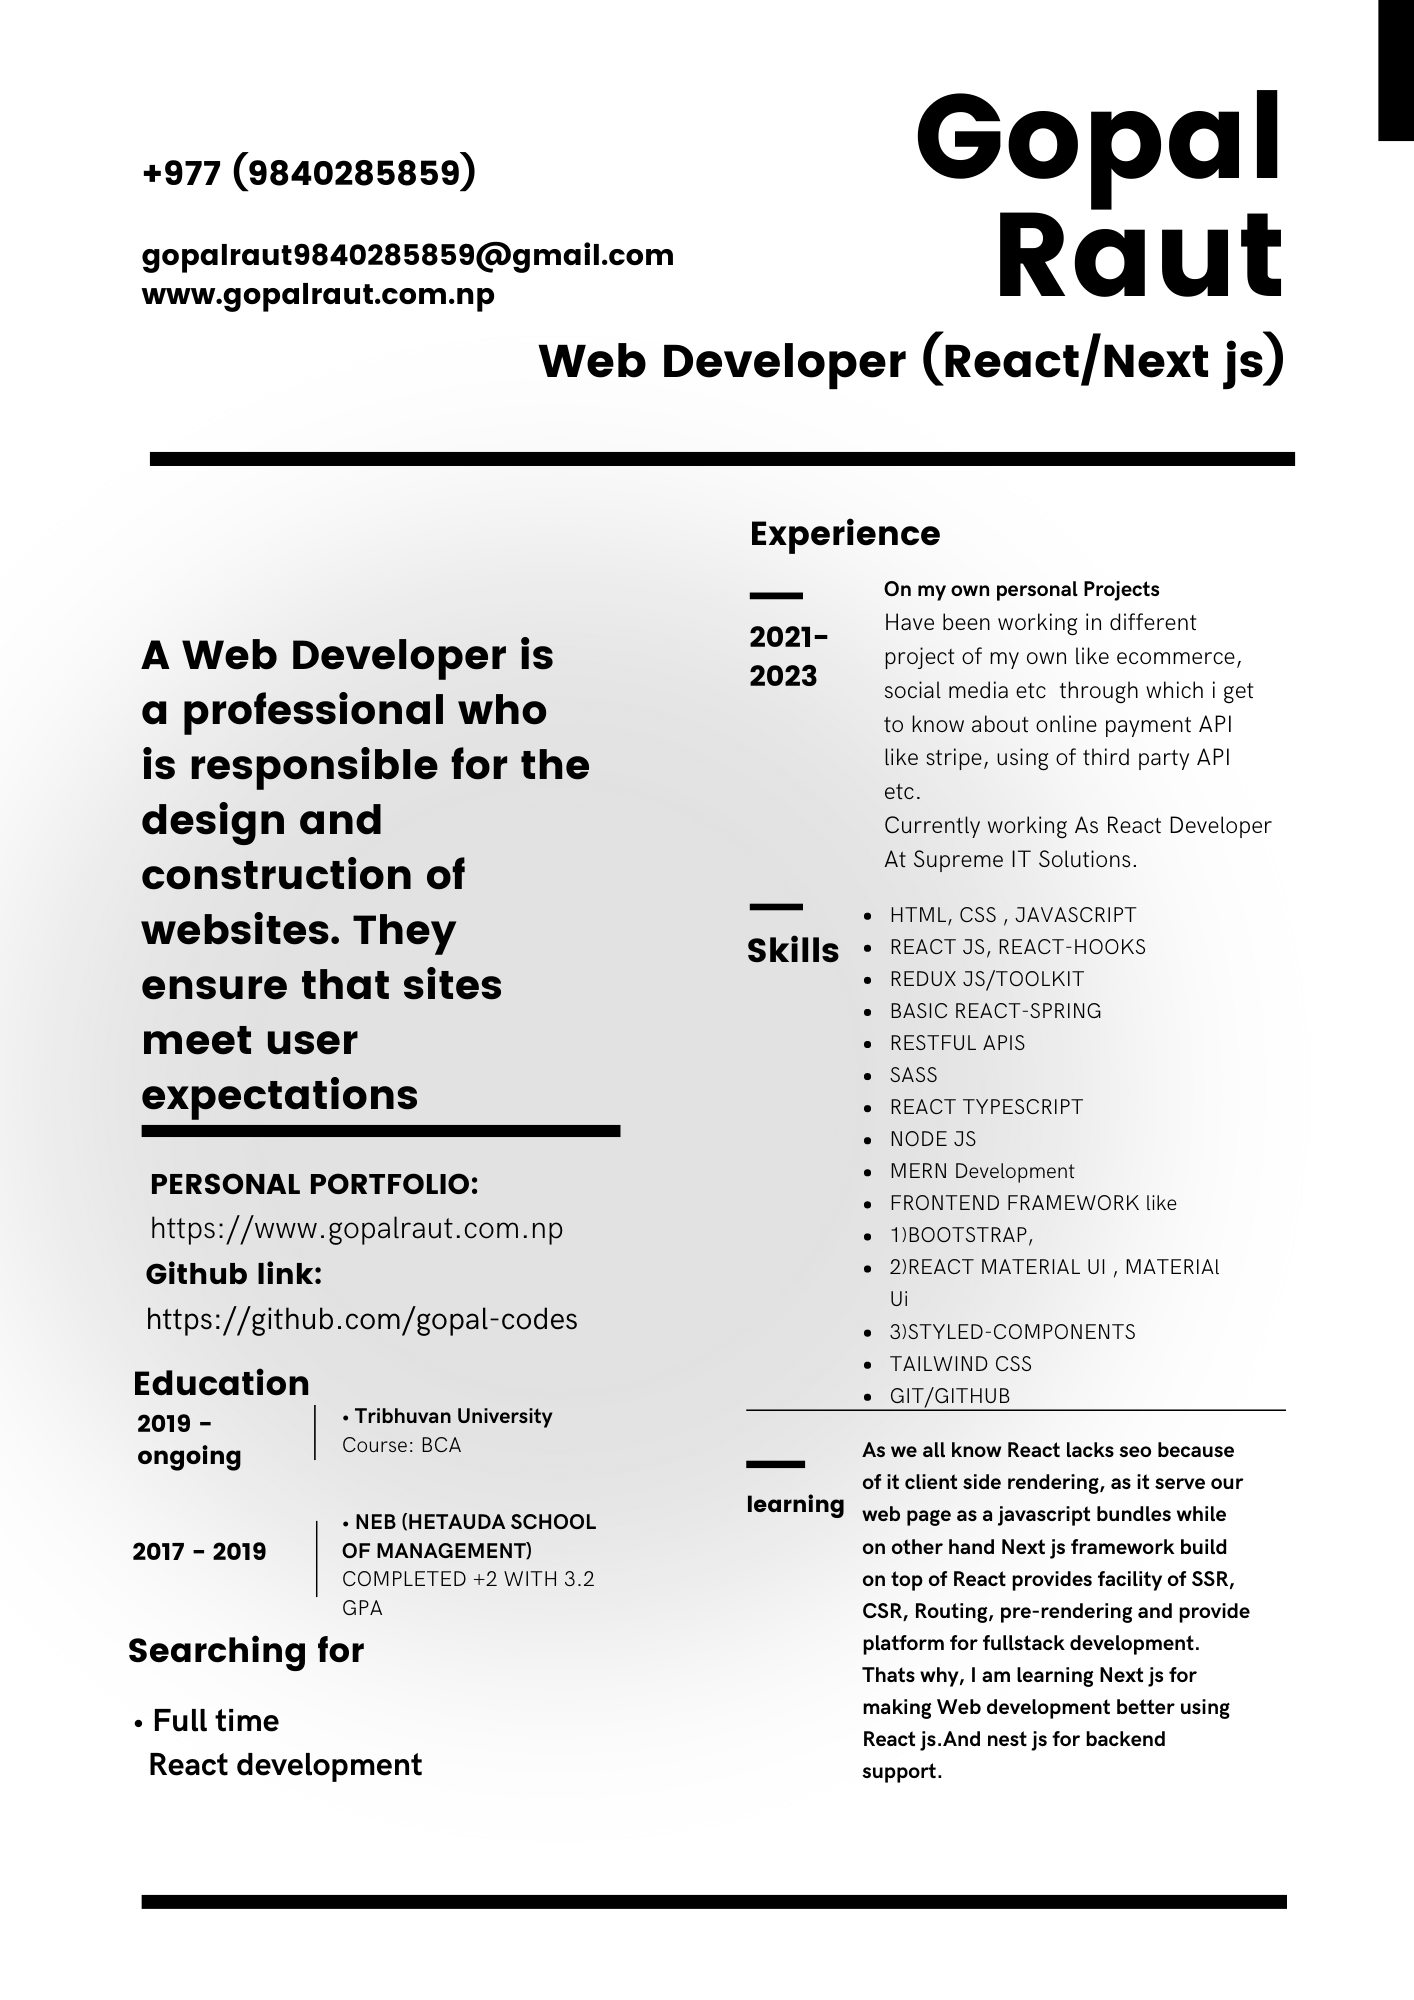 Gopal
Raut
+977 (9840285859)
gopalraut9840285859@gmail.com
www.gopalraut.com.np
Web Developer (React/Next js)
A Web Developer is
a professional who
is responsible for the
design and
construction of
websites. They
ensure that sites
meet user
expectations
PERSONAL PORTFOLIO:
https://www.gopalraut.com.np
Github link:
https://github.com/gopal-codes
Education
2019 -
ongoing
• Tribhuvan University
Course: BCA
2017 - 2019
• NEB (HETAUDA SCHOOL
OF MANAGEMENT)
COMPLETED +2 WITH 3.2
GPA
Searching for
• Full time
React development
Experience
2021-
2023
On my own personal Projects
Have been working in different
project of my own like ecommerce,
social media etc  through which i get
to know about online payment API
like stripe, using of third party API
etc.
Currently working As React Developer
At Supreme IT Solutions.
Skills
• HTML, CSS , JAVASCRIPT
• REACT JS, REACT-HOOKS
• REDUX JS/TOOLKIT
• BASIC REACT-SPRING
• RESTFUL APIS
• SASS
• REACT TYPESCRIPT
• NODE JS
• MERN Development
• FRONTEND FRAMEWORK like
• 1)BOOTSTRAP,
• 2)REACT MATERIAL UI , MATERIAl
Ui
• 3)STYLED-COMPONENTS
• TAILWIND CSS
• GIT/GITHUB
learning
As we all know React lacks seo because
of it client side rendering, as it serve our
web page as a javascript bundles while
on other hand Next js framework build
on top of React provides facility of SSR,
CSR, Routing, pre-rendering and provide
platform for fullstack development.
Thats why, I am learning Next js for
making Web development better using
React js.And nest js for backend
support.